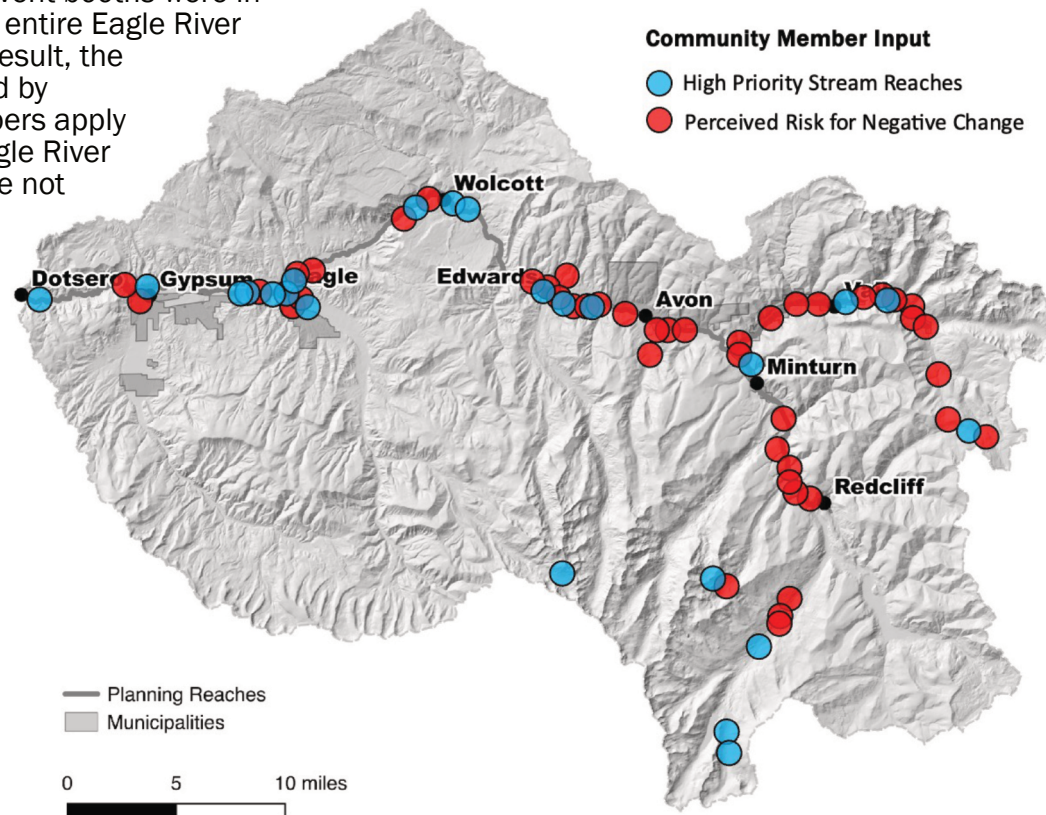 entire Eagle River
esult, the
d by
bers apply
gle River
e not
Community Member Input
High Priority Stream Reaches
Perceived Risk for Negative Change
Wolcott
Dotsero
Gypsum
agle
Edwards
Avon
Minturn
Redcliff
Planning Reaches
Municipalities
0 5 10 miles